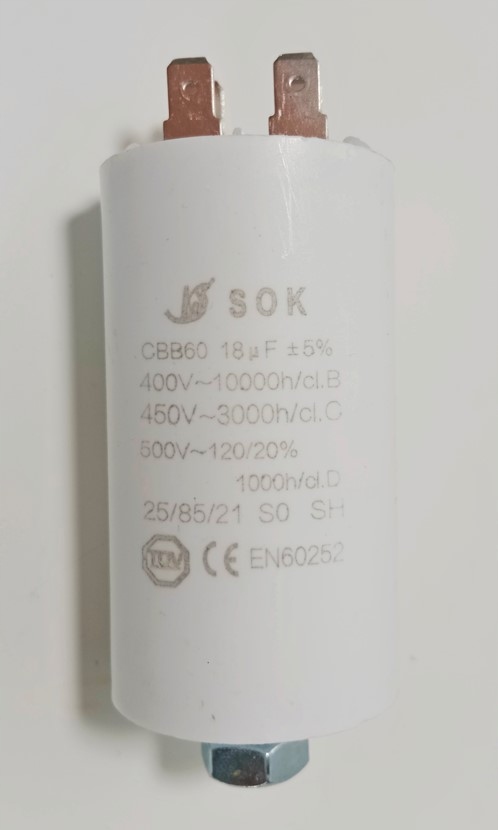 SOK
CBB60 18µF ±5%
400V~10000h/cl.B
450V~3000h/cl.C
500V~120/20%
1000h/cl.D
25/85/21 S0 SH
TÜV CE EN60252